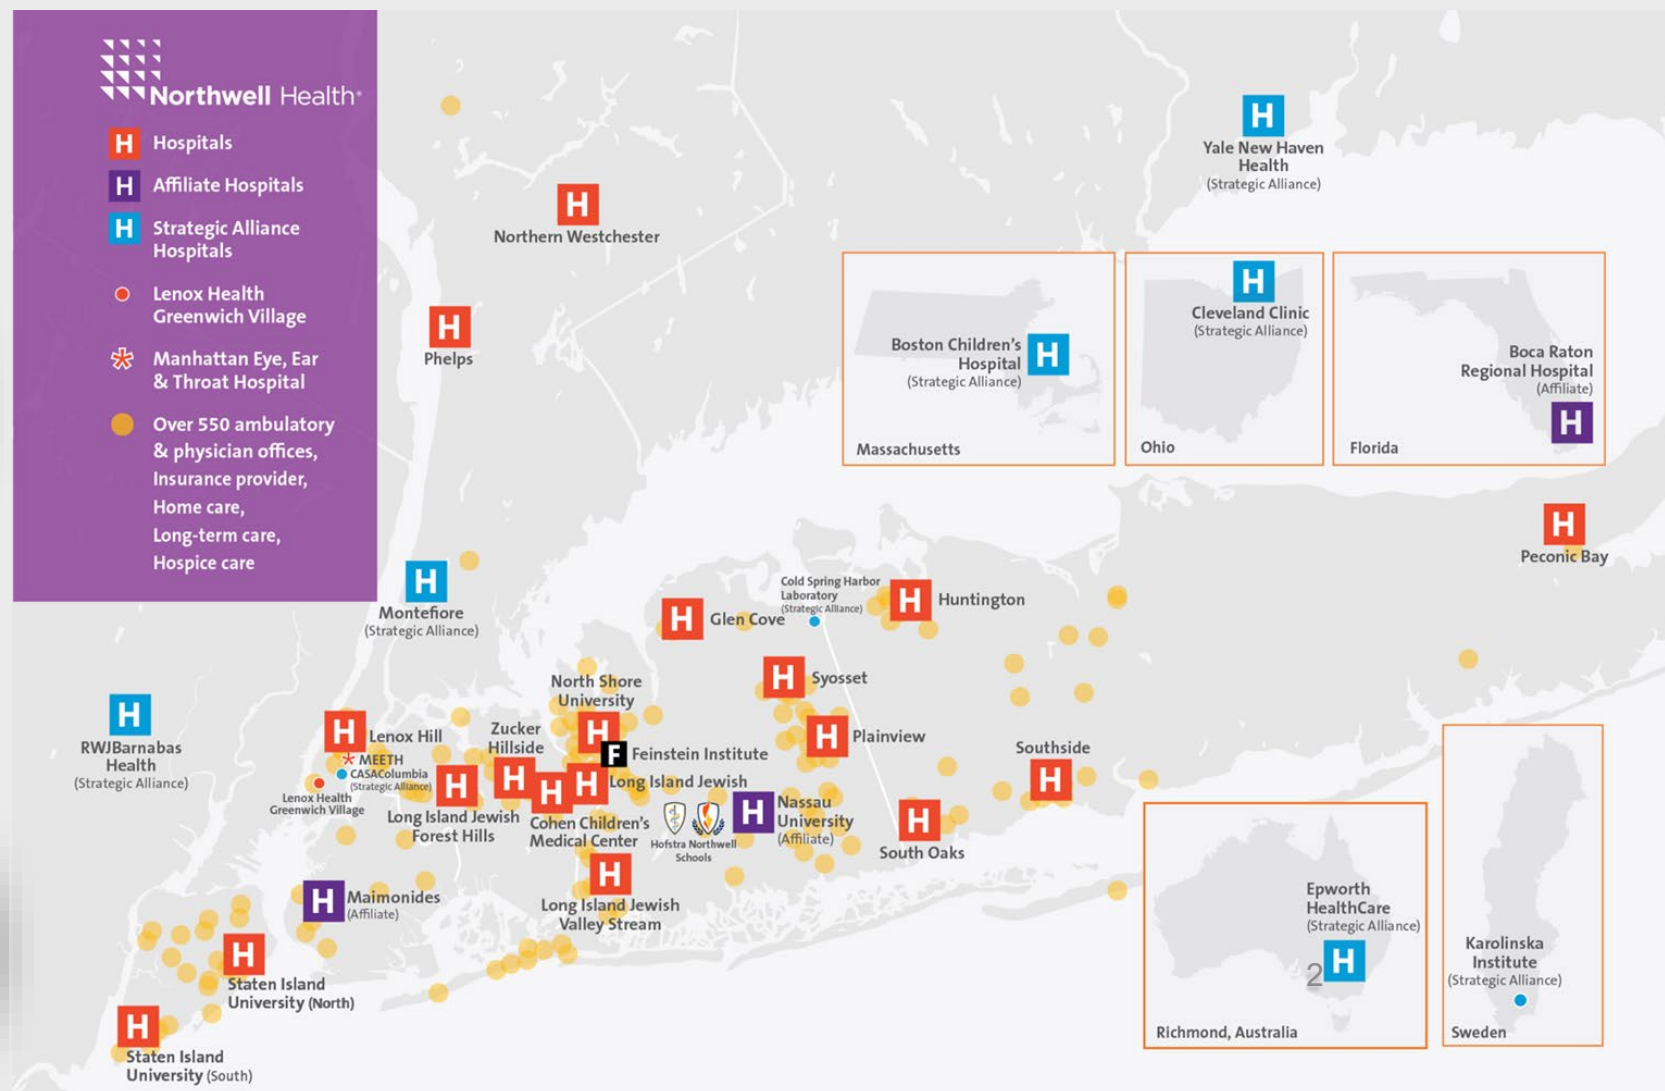 Northwell Health
H Hospitals
H Affiliate Hospitals
H Strategic Alliance
Hospitals
Lenox Health
Greenwich Village
Manhattan Eye, Ear
& Throat Hospital
Over 550 ambulatory
& physician offices,
Insurance provider,
Home care,
Long-term care,
Hospice care
H
Yale New Haven
Health
(Strategic Alliance)
H
Northern Westchester
H
Phelps
Boston Children's
Hospital
(Strategic Alliance)
H
Massachusetts
H
Cleveland Clinic
(Strategic Alliance)
Ohio
Boca Raton
Regional Hospital
(Affiliate)
H
Florida
H
Peconic Bay
H
Montefiore
(Strategic Alliance)
Cold Spring Harbor
Laboratory
(Strategic Alliance)
H Huntington
H Glen Cove
H Syosset
North Shore
University
H
F Feinstein Institute
H
RWJBarnabas
Health
(Strategic Alliance)
H Lenox Hill
MEETH
CASAColumbia
(Strategic Alliance)
Lenox Health
Greenwich Village
Zucker
Hillside
H
H Plainview
Southside
H
H
Long Island Jewish
Forest Hills
H
Cohen Children's
Medical Center
H Long Island Jewish
Hofstra Northwell
Schools
H Nassau
University
(Affiliate)
H
South Oaks
H
Long Island Jewish
Valley Stream
H Maimonides
(Affiliate)
H
Staten Island
University (North)
H
Staten Island
University (South)
Epworth
HealthCare
(Strategic Alliance)
2 H
Richmond, Australia
Karolinska
Institute
(Strategic Alliance)
Sweden